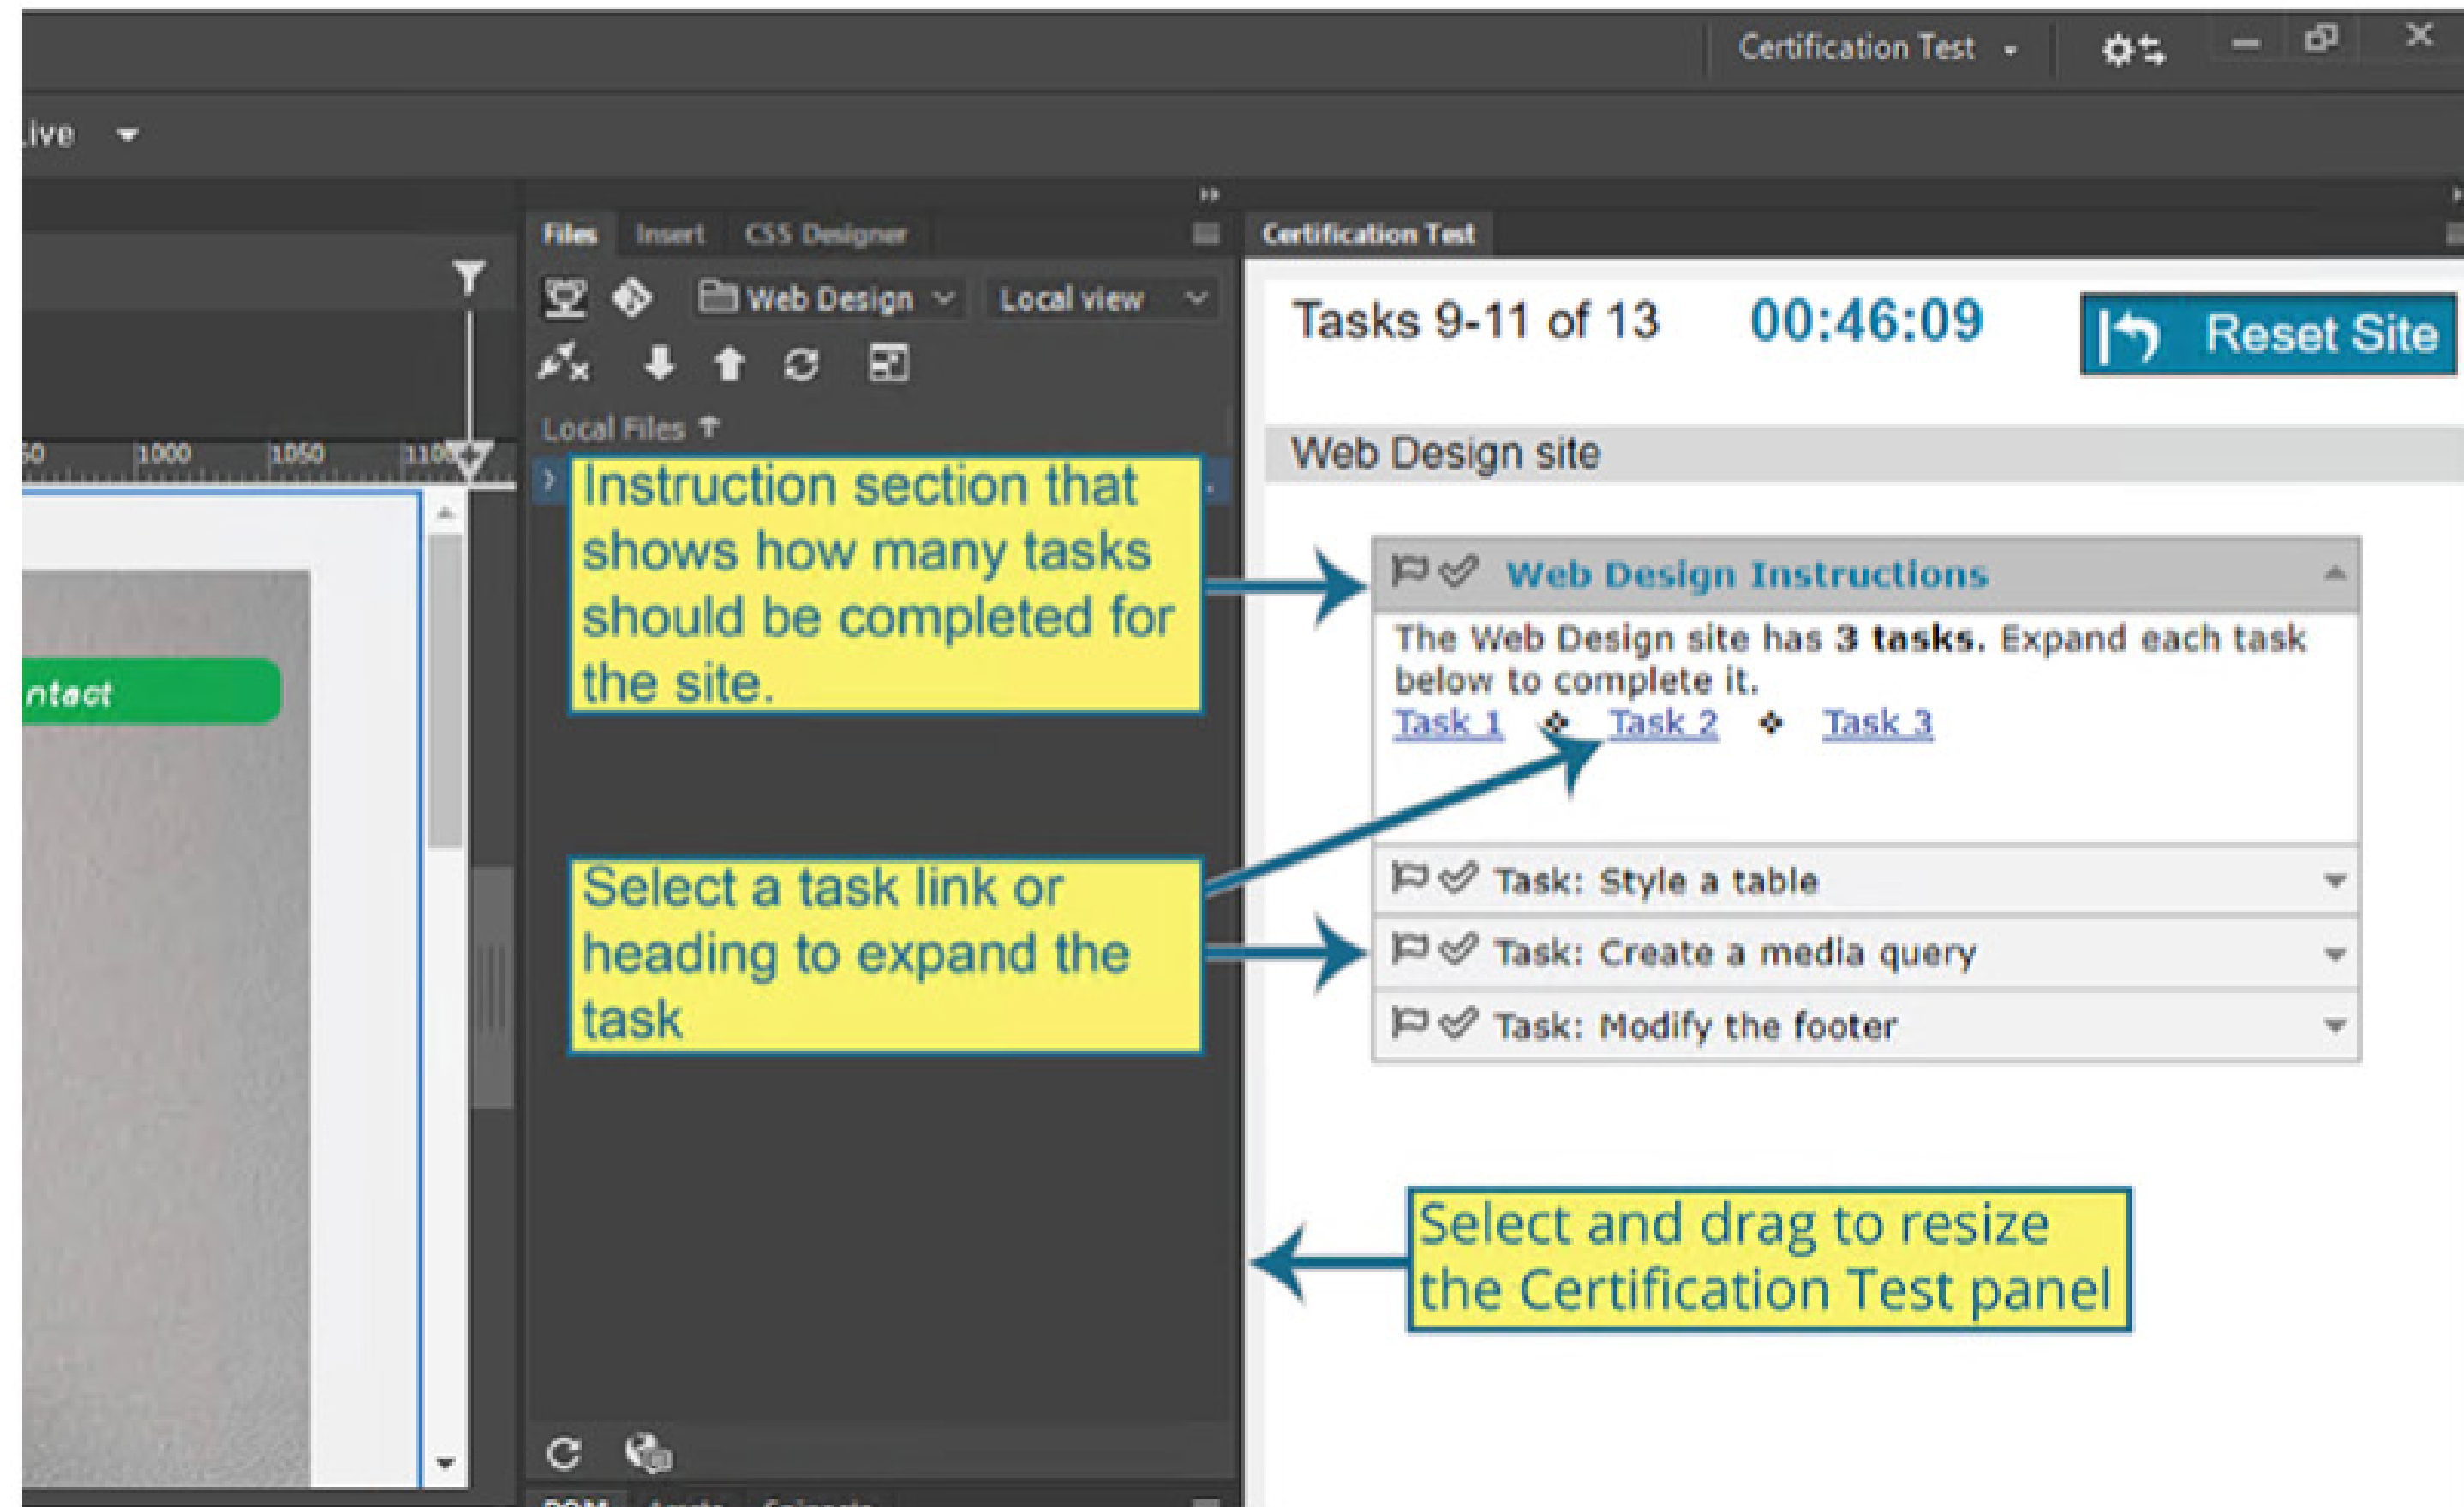 Certification Test
Live
Files Insert CSS Designer
Certification Test
Web Design Local view
Tasks 9-11 of 13 00:46:09 Reset Site
Local Files
1000 1050
Web Design site
Instruction section that
shows how many tasks
should be completed for
the site.
Web Design Instructions
The Web Design site has 3 tasks. Expand each task
below to complete it.
Task 1 Task 2 Task 3
ntact
Select a task link or
heading to expand the
task
Task: Style a table
Task: Create a media query
Task: Modify the footer
Select and drag to resize
the Certification Test panel